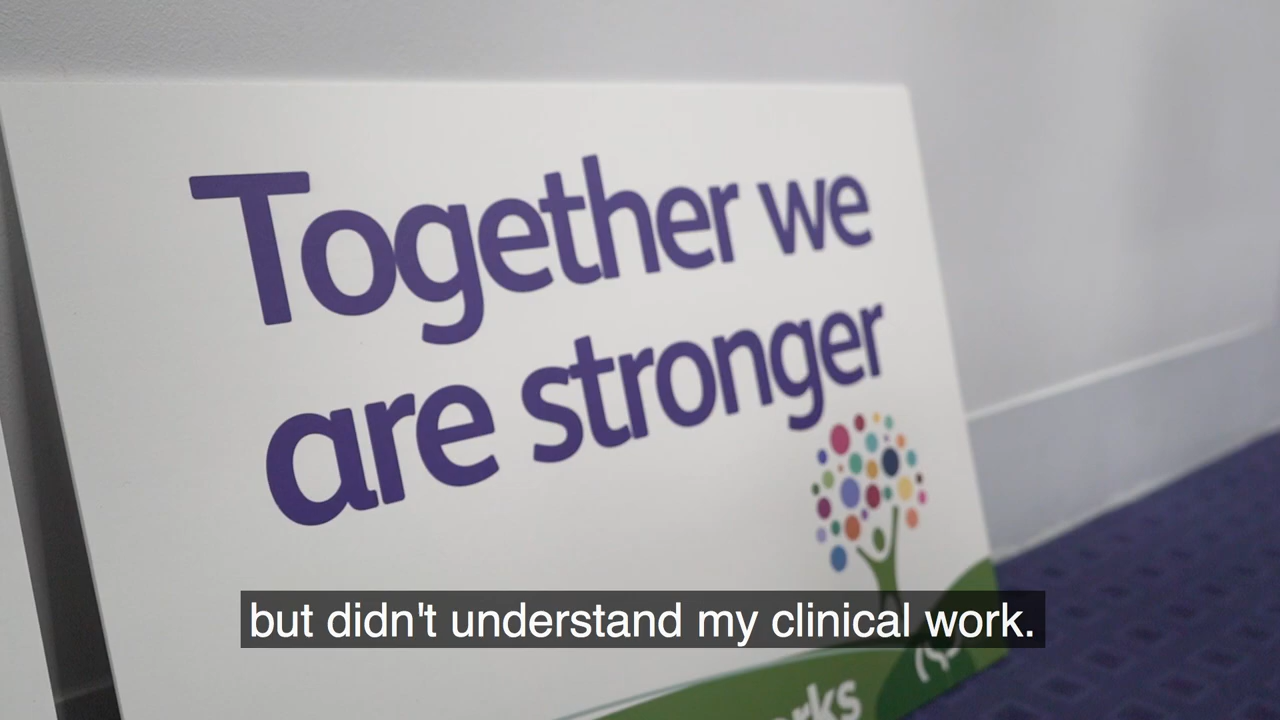 Together we
are stronger
but didn't understand my clinical work.